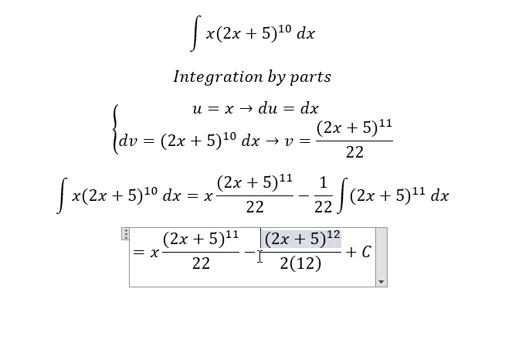 ∫ x(2x + 5)¹⁰ dx
Integration by parts
u = x → du = dx
dv = (2x + 5)¹⁰ dx → v = (2x + 5)¹¹ / 22
∫ x(2x + 5)¹⁰ dx = x (2x + 5)¹¹ / 22 − 1 / 22 ∫ (2x + 5)¹¹ dx
= x (2x + 5)¹¹ / 22 − (2x + 5)¹² / 2(12) + C